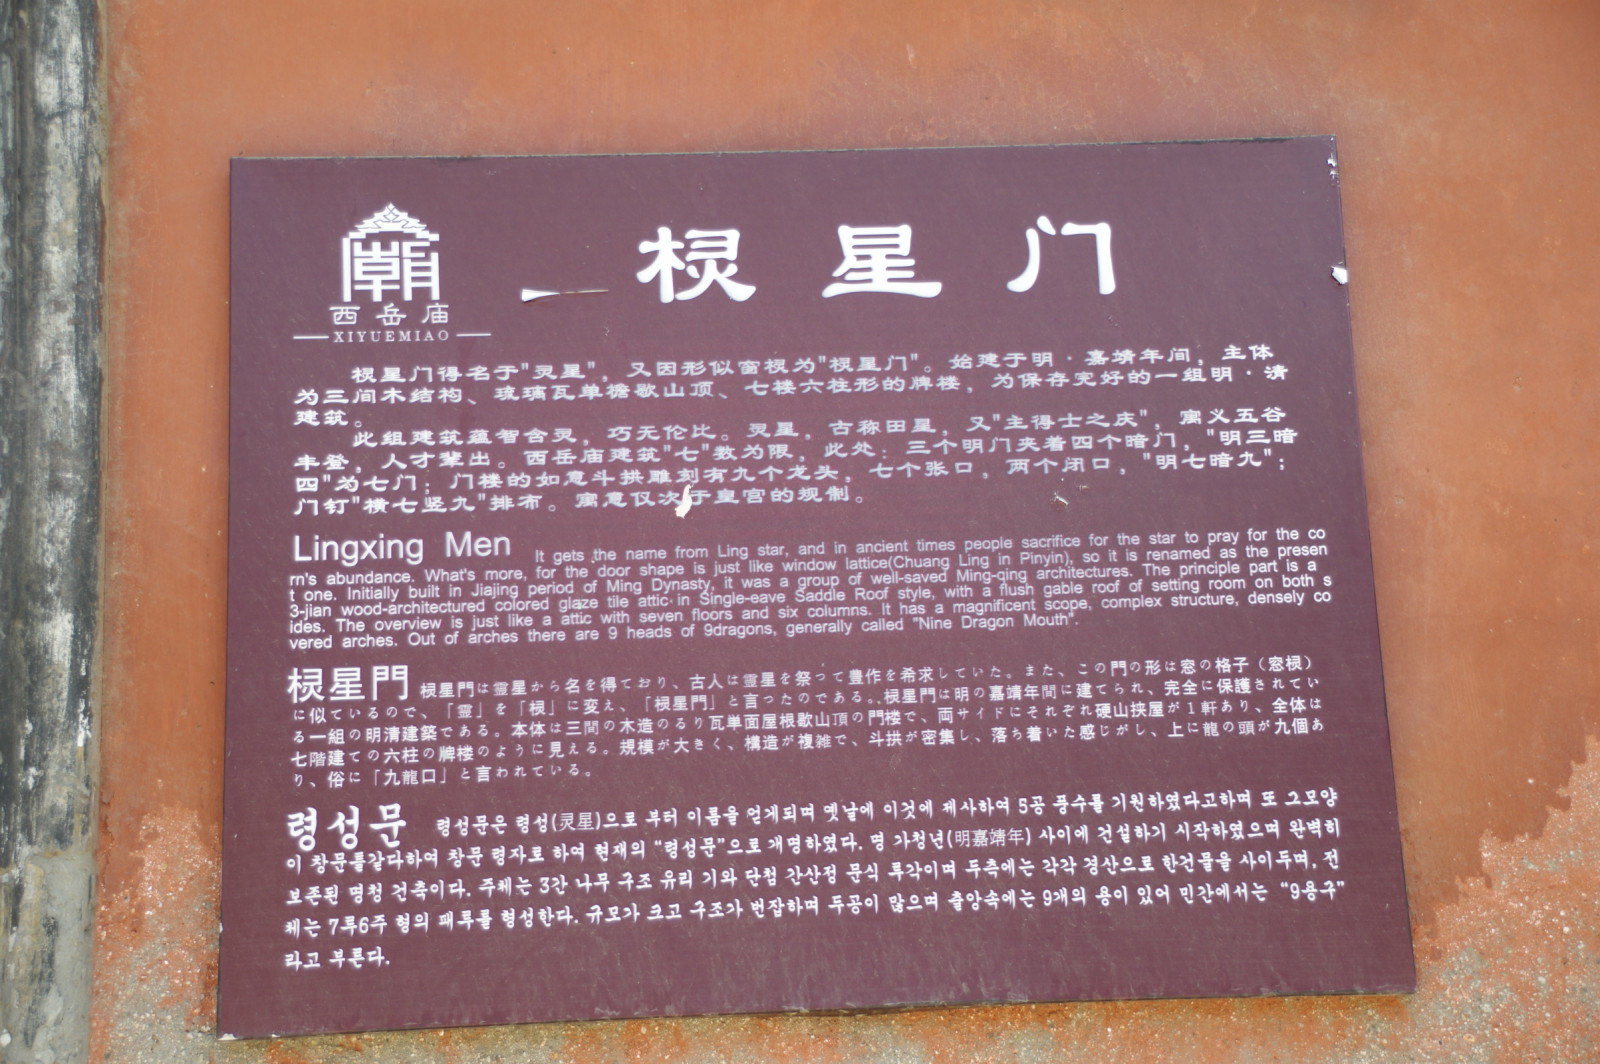 西岳庙
XIYUEMIAO
棂星门
棂星门得名于"灵星"，又因形似窗棂为"棂星门"。始建于明·嘉靖年间，主体
为三间木结构、琉璃瓦单檐歇山顶、七楼六柱形的牌楼，为保存完好的一组明·清
建筑。
此组建筑蕴智含灵，巧无伦比。灵星，古称田星，又"主得士之庆"，寓义五谷
丰登，人才辈出。西岳庙建筑"七"数为限，此处：三个明门夹着四个暗门，"明三暗
四"为七门；门楼的如意斗拱雕刻有九个龙头，七个张口，两个闭口，"明七暗九"；
门钉"横七竖九"排布。寓意仅次于皇宫的规制。
Lingxing Men It gets the name from Ling star, and in ancient times people sacrifice for the star to pray for the co
rn's abundance. What's more, for the door shape is just like window lattice(Chuang Ling in Pinyin), so it is renamed as the presen
t one. Initially built in Jiajing period of Ming Dynasty, it was a group of well-saved Ming-qing architectures. The principle part is a
3-jian wood-architectured colored glaze tile attic in Single-eave Saddle Roof style, with a flush gable roof of setting room on both s
ides. The overview is just like a attic with seven floors and six columns. It has a magnificent scope, complex structure, densely co
vered arches. Out of arches there are 9 heads of 9dragons, generally called "Nine Dragon Mouth".
棂星門 棂星門は霊星から名を得ており、古人は霊星を祭つて豊作を希求していた。また、この門の形は窓の格子（窓棂）
に似ているので、「霊」を「棂」に変え、「棂星門」と言つたのである。棂星門は明の嘉靖年間に建てられ、完全に保護されてい
る一組の明清建築である。本体は三間の木造のるり瓦単面屋根歇山頂の門楼で、両サイドにそれぞれ硬山挟屋が1軒あり、全体は
七階建ての六柱の牌楼のように見える。規模が大きく、構造が複雑で、斗拱が密集し、落ち着いた感じがし、上に龍の頭が九個あ
り、俗に「九龍口」と言われている。
령성문 령성문은 령성(灵星)으로 부터 이름을 얻게되며 옛날에 이것에 제사하여 5공 풍수를 기원하였다고하며 또 그모양
이 창문틀같다하여 창문 령자로 하여 현재의 “령성문”으로 개명하였다. 명 가청년(明嘉靖年) 사이에 건설하기 시작하였으며 완벽히
보존된 명청 건축이다. 주체는 3간 나무 구조 유리 기와 단첨 간산정 문식 루각이며 두측에는 각각 경산으로 한건물을 사이두며, 전
체는 7루6주 형의 패루를 형성한다. 규모가 크고 구조가 번잡하며 두공이 많으며 출앙속에는 9개의 용이 있어 민간에서는 “9용구”
라고 부른다.